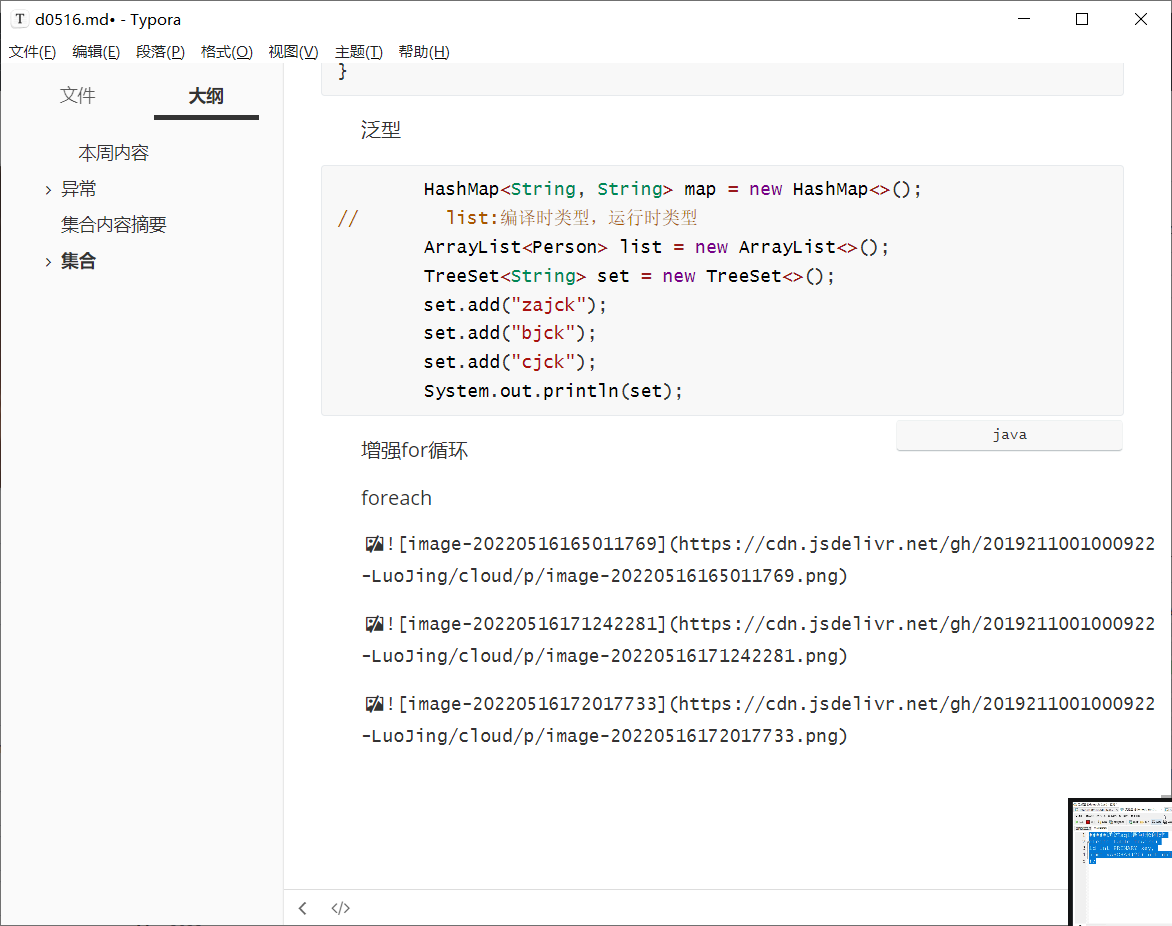 T d0516.md• - Typora
文件(F) 编辑(E) 段落(P) 格式(O) 视图(V) 主题(T) 帮助(H)
文件 大纲
本周内容
异常
集合内容摘要
集合
}
泛型
HashMap<String, String> map = new HashMap<>();
// list:编译时类型，运行时类型
ArrayList<Person> list = new ArrayList<>();
TreeSet<String> set = new TreeSet<>();
set.add("zajck");
set.add("bjck");
set.add("cjck");
System.out.println(set);
java
增强for循环
foreach
![image-20220516165011769](https://cdn.jsdelivr.net/gh/2019211001000922
-LuoJing/cloud/p/image-20220516165011769.png)
![image-20220516171242281](https://cdn.jsdelivr.net/gh/2019211001000922
-LuoJing/cloud/p/image-20220516171242281.png)
![image-20220516172017733](https://cdn.jsdelivr.net/gh/2019211001000922
-LuoJing/cloud/p/image-20220516172017733.png)